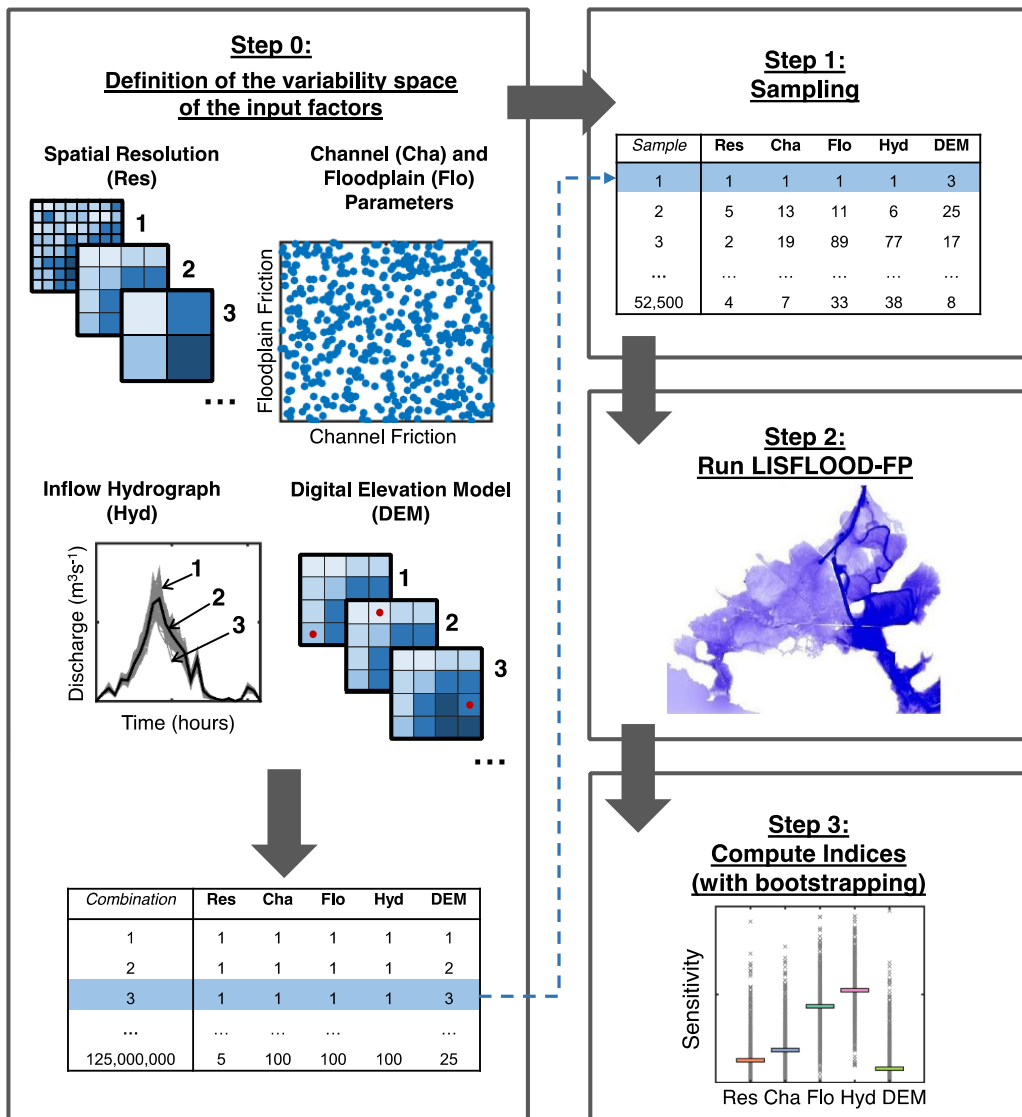 Step 0:
Definition of the variability space
of the input factors
Spatial Resolution
(Res)
1
2
3
...
Channel (Cha) and
Floodplain (Flo)
Parameters
Floodplain Friction
Channel Friction
Inflow Hydrograph
(Hyd)
Discharge (m³s⁻¹)
1
2
3
Time (hours)
Digital Elevation Model
(DEM)
1
2
3
...
Combination Res Cha Flo Hyd DEM
1 1 1 1 1 1
2 1 1 1 1 2
3 1 1 1 1 3
... ... ... ... ... ...
125,000,000 5 100 100 100 25
Step 1:
Sampling
Sample Res Cha Flo Hyd DEM
1 1 1 1 1 3
2 5 13 11 6 25
3 2 19 89 77 17
... ... ... ... ... ...
52,500 4 7 33 38 8
Step 2:
Run LISFLOOD-FP
Step 3:
Compute Indices
(with bootstrapping)
Sensitivity
Res Cha Flo Hyd DEM